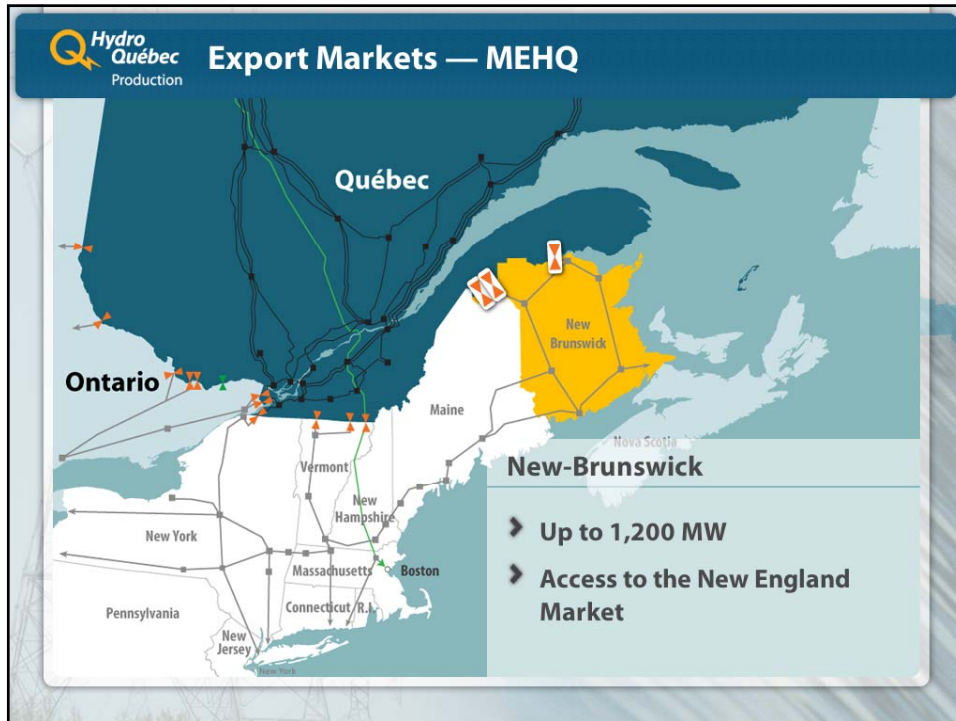 Hydro
Québec
Production
Export Markets — MEHQ
Québec
Ontario
New
Brunswick
Maine
Nova Scotia
Vermont
New
Hampshire
New York
Massachusetts
Boston
Connecticut
R.I.
Pennsylvania
New
Jersey
New York
New-Brunswick
Up to 1,200 MW
Access to the New England
Market